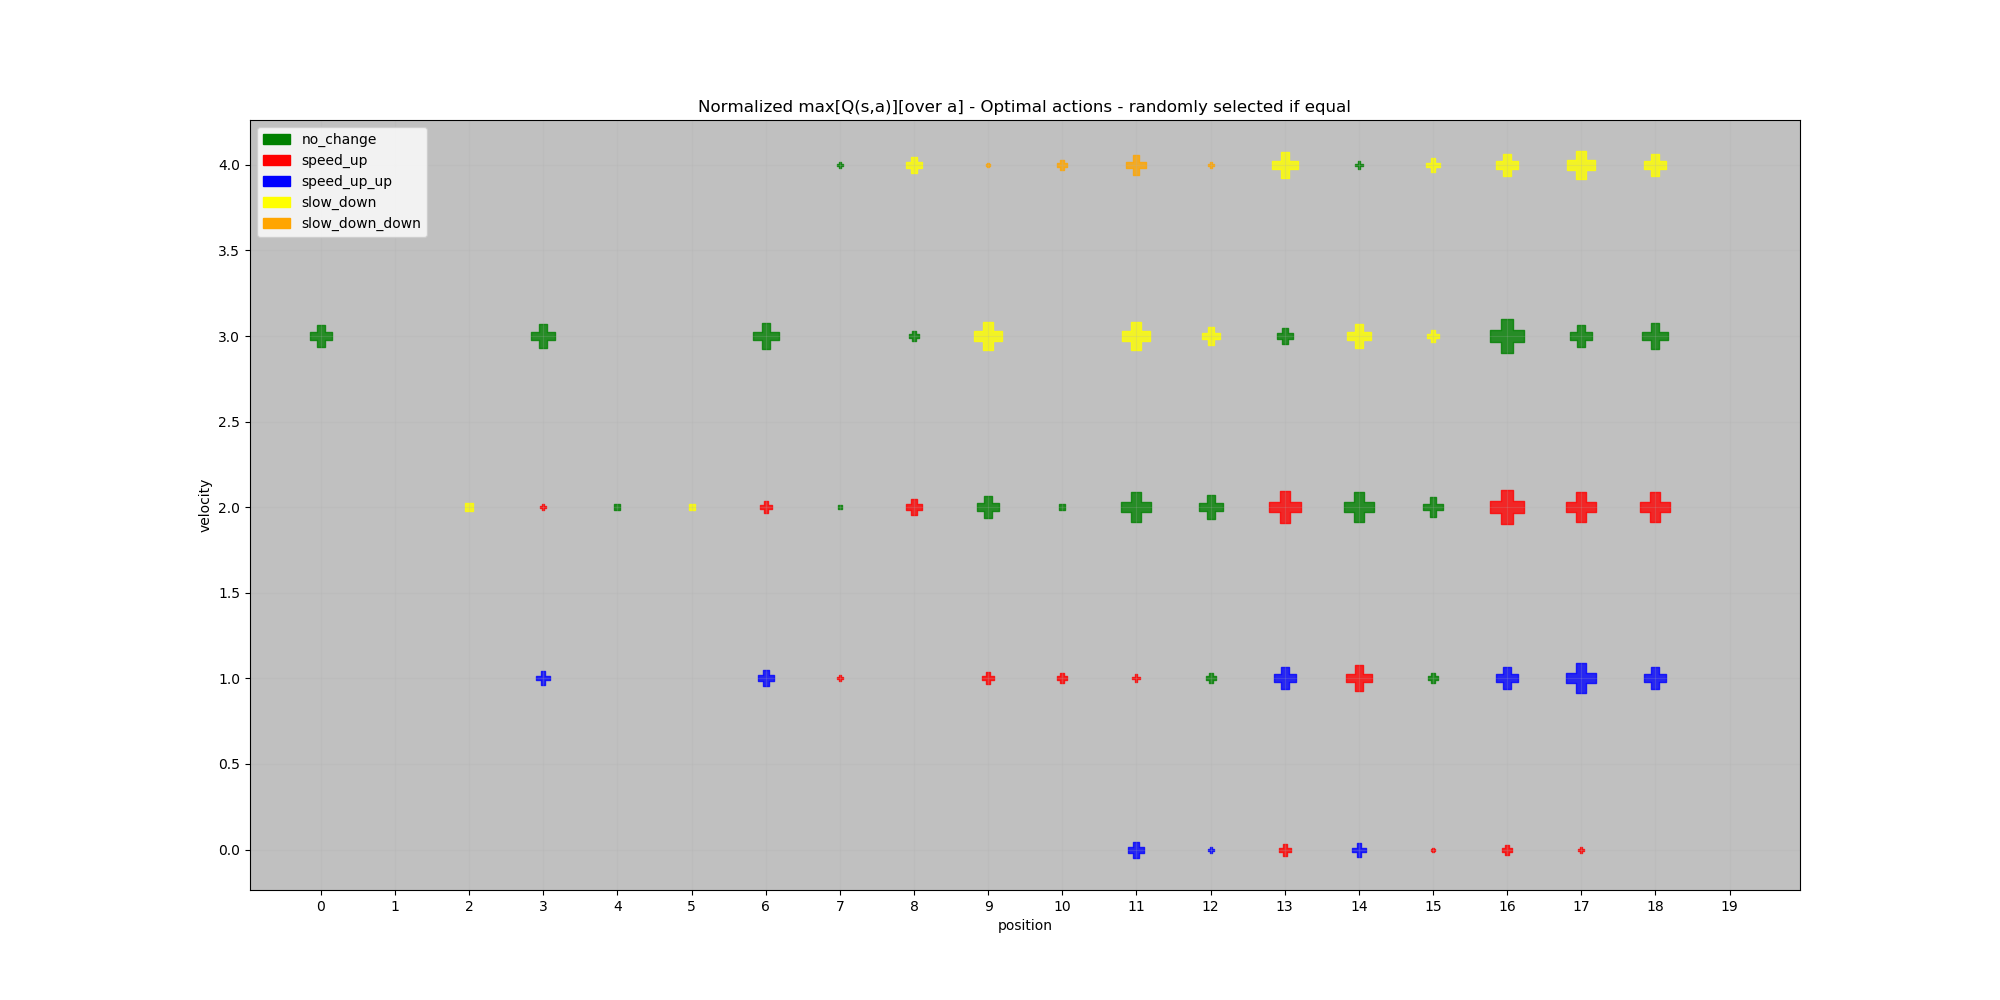 Normalized max[Q(s,a)][over a] - Optimal actions - randomly selected if equal
no_change
speed_up
speed_up_up
slow_down
slow_down_down
4.0
3.5
3.0
2.5
2.0
1.5
1.0
0.5
0.0
velocity
0 1 2 3 4 5 6 7 8 9 10 11 12 13 14 15 16 17 18 19
position